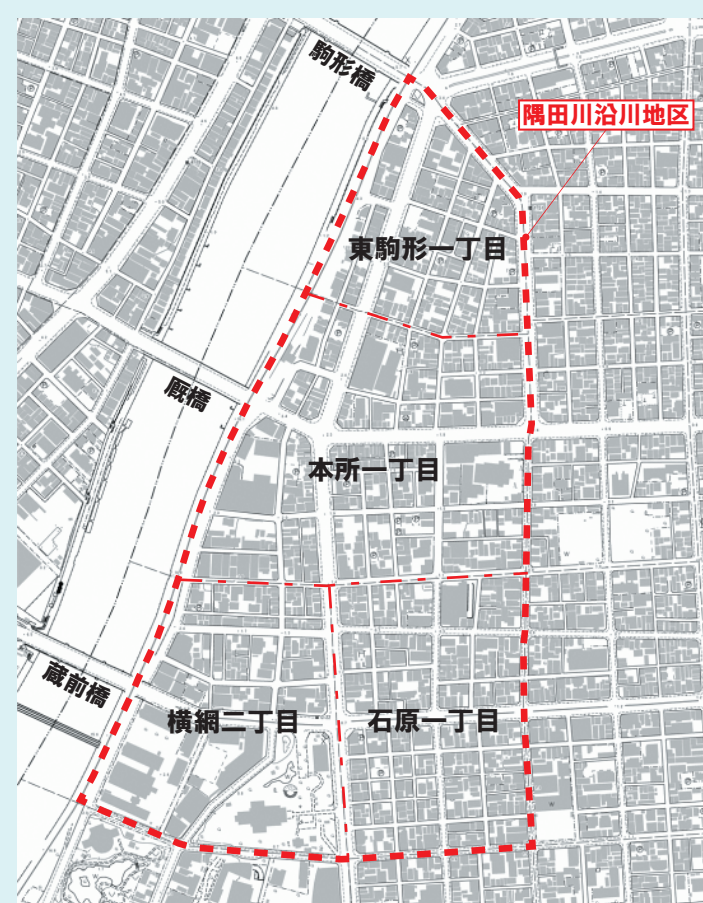 駒形橋
隅田川沿川地区
東駒形一丁目
厩橋
本所一丁目
蔵前橋
横網二丁目
石原一丁目